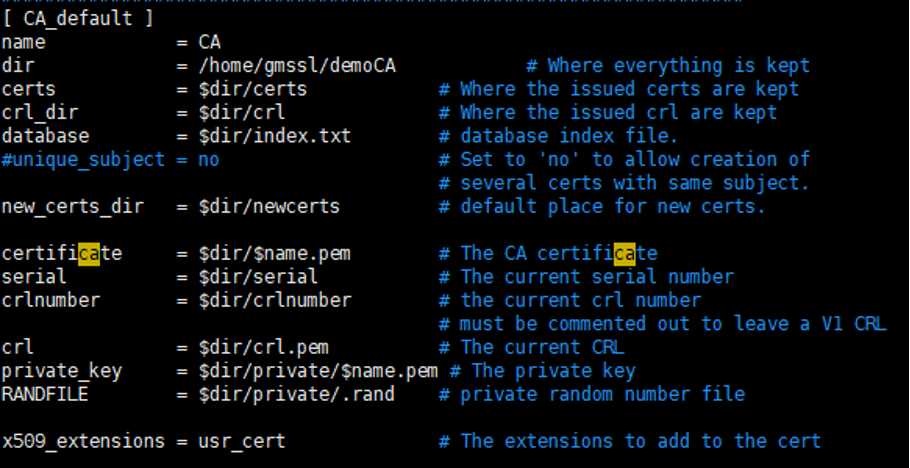 [ CA_default ]
name            = CA
dir             = /home/gmssl/demoCA            # Where everything is kept
certs           = $dir/certs            # Where the issued certs are kept
crl_dir         = $dir/crl              # Where the issued crl are kept
database        = $dir/index.txt        # database index file.
#unique_subject = no                    # Set to 'no' to allow creation of
                                        # several certs with same subject.
new_certs_dir   = $dir/newcerts         # default place for new certs.
certificate     = $dir/$name.pem        # The CA certificate
serial          = $dir/serial           # The current serial number
crlnumber       = $dir/crlnumber        # the current crl number
                                        # must be commented out to leave a V1 CRL
crl             = $dir/crl.pem          # The current CRL
private_key     = $dir/private/$name.pem # The private key
RANDFILE        = $dir/private/.rand    # private random number file
x509_extensions = usr_cert              # The extensions to add to the cert